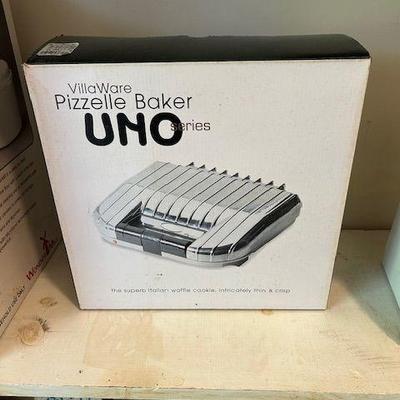 VillaWare
Pizzelle Baker
UNO series
the superb Italian waffle cookie, intricately thin & crisp